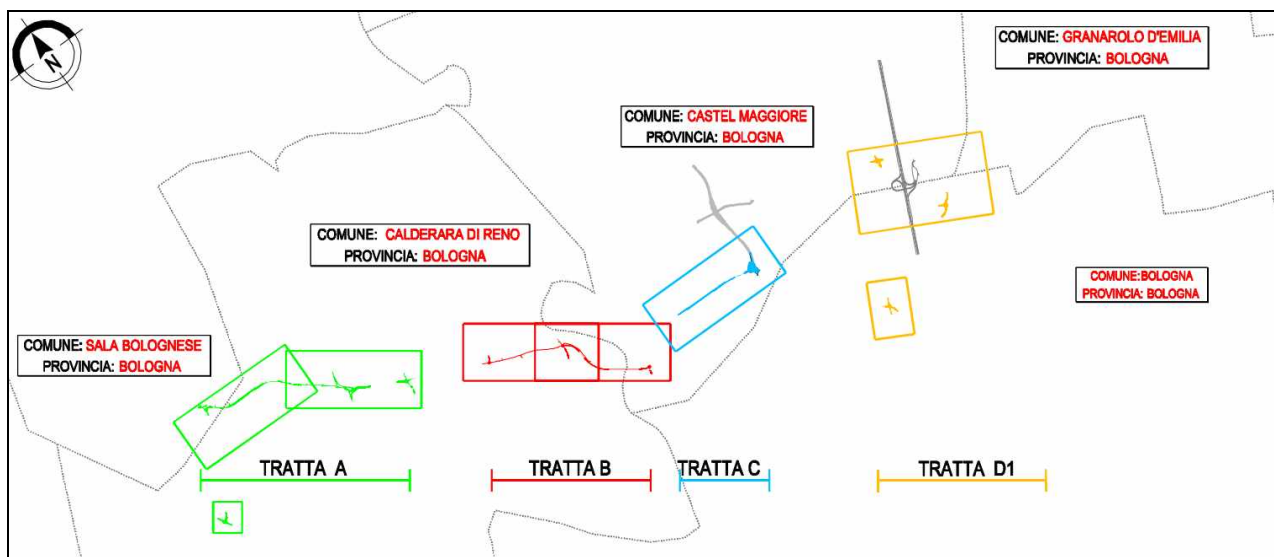 N
COMUNE: GRANAROLO D'EMILIA
PROVINCIA: BOLOGNA
COMUNE: CASTEL MAGGIORE
PROVINCIA: BOLOGNA
COMUNE: CALDERARA DI RENO
PROVINCIA: BOLOGNA
COMUNE:BOLOGNA
PROVINCIA: BOLOGNA
COMUNE: SALA BOLOGNESE
PROVINCIA: BOLOGNA
TRATTA A
TRATTA B
TRATTA C
TRATTA D1